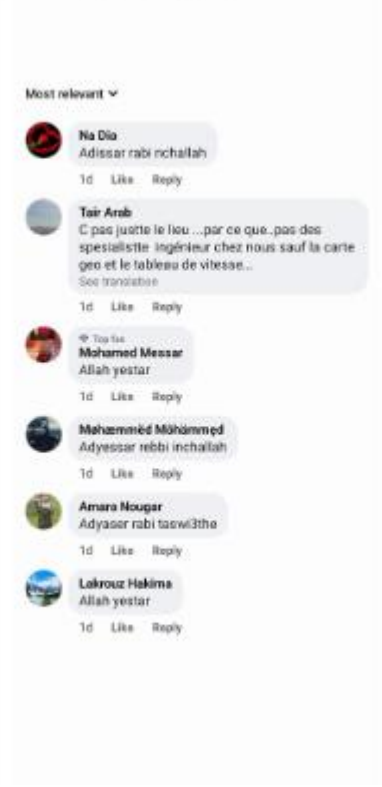 Most relevant
Na Dia
Adissar rabi nchallah
1d Like Reply
Tair Arab
C pas justte le lieu ...par ce que..pas des
spesialistte ingénieur chez nous sauf la carte
geo et le tableau de vitesse...
See translation
1d Like Reply
Top fan
Mohamed Messar
Allah yestar
1d Like Reply
Møhæmmèd Möhámmęd
Adyessar rebbi inchallah
1d Like Reply
Amara Nougar
Adyaser rabi taswi3the
1d Like Reply
Lakrouz Hakima
Allah yestar
1d Like Reply